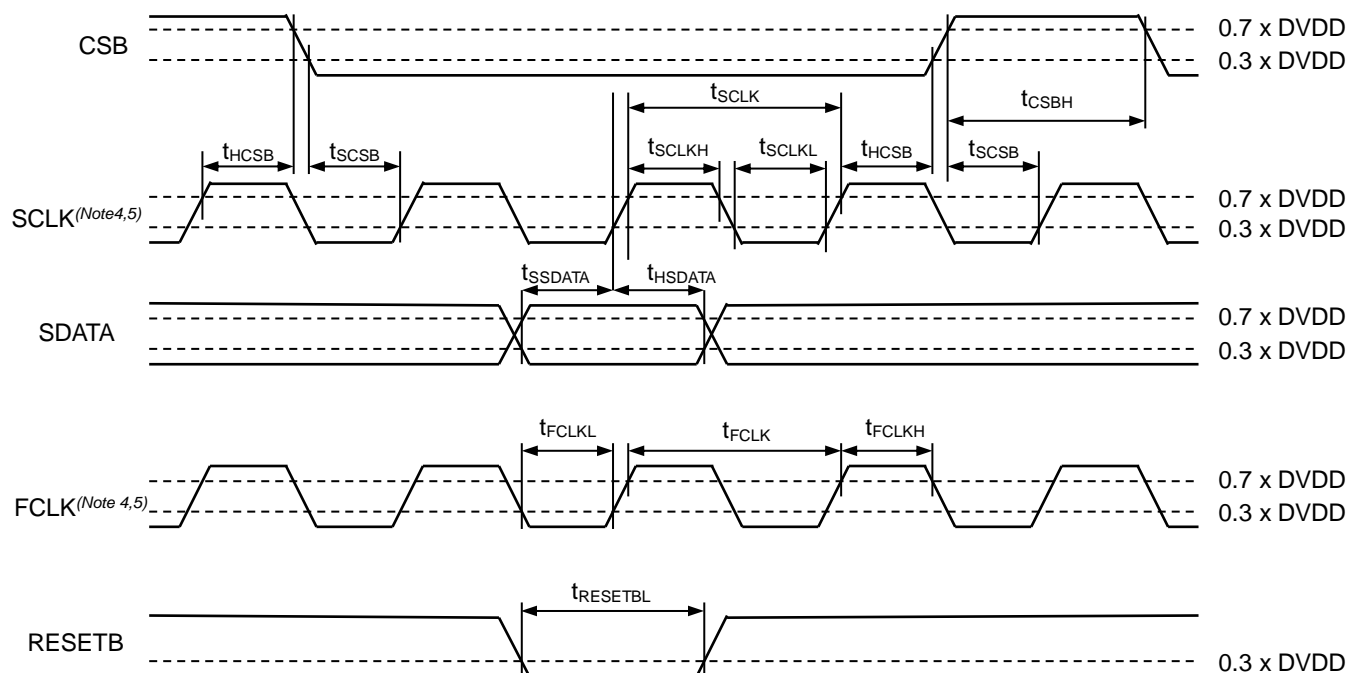 CSB
0.7 x DVDD
0.3 x DVDD
tSCLK
tCSBH
tHCSB
tSCSB
tSCLKH
tSCLKL
tHCSB
tSCSB
SCLK(Note4,5)
0.7 x DVDD
0.3 x DVDD
tSSDATA
tHSDATA
SDATA
0.7 x DVDD
0.3 x DVDD
tFCLKL
tFCLK
tFCLKH
FCLK(Note 4,5)
0.7 x DVDD
0.3 x DVDD
tRESETBL
RESETB
0.3 x DVDD